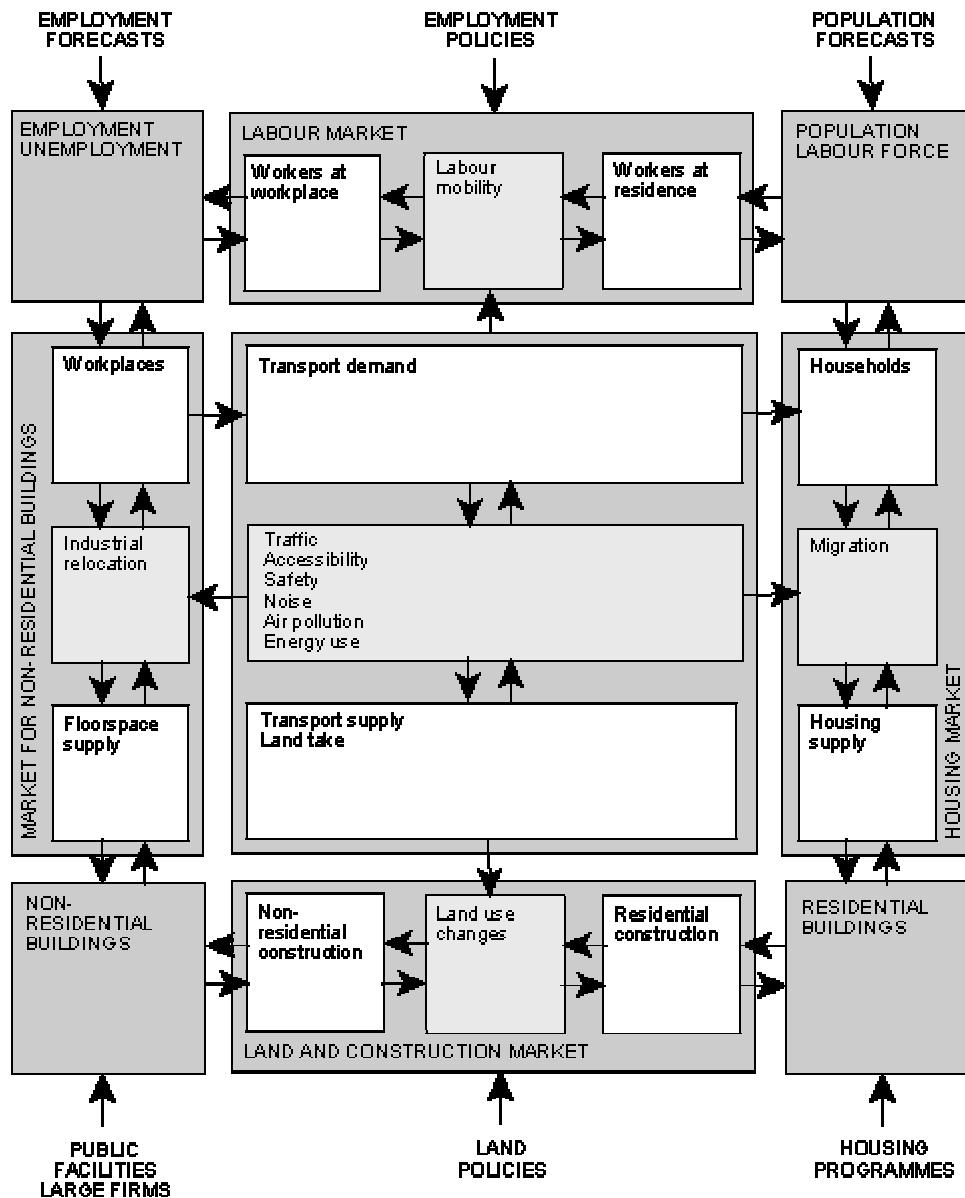 EMPLOYMENT
FORECASTS
EMPLOYMENT
POLICIES
POPULATION
FORECASTS
EMPLOYMENT
UNEMPLOYMENT
LABOUR MARKET
Workers at
workplace
Labour
mobility
Workers at
residence
POPULATION
LABOUR FORCE
MARKET FOR NON-RESIDENTIAL BUILDINGS
Workplaces
Industrial
relocation
Floorspace
supply
Transport demand
Traffic
Accessibility
Safety
Noise
Air pollution
Energy use
Transport supply
Land take
Households
Migration
Housing
supply
HOUSING MARKET
NON-
RESIDENTIAL
BUILDINGS
Non-
residential
construction
Land use
changes
Residential
construction
LAND AND CONSTRUCTION MARKET
RESIDENTIAL
BUILDINGS
PUBLIC
FACILITIES
LARGE FIRMS
LAND
POLICIES
HOUSING
PROGRAMMES